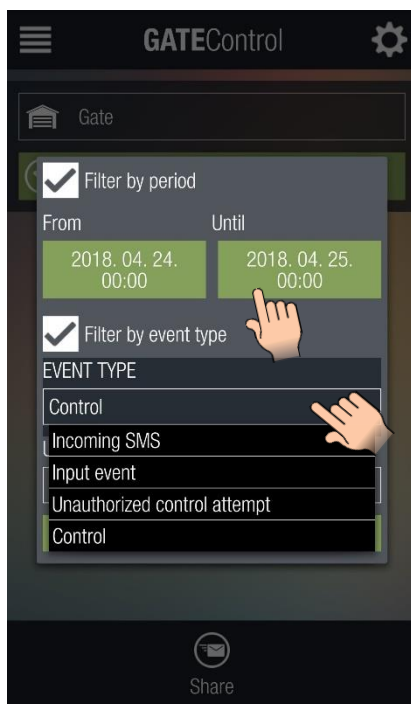 GATEControl
Gate
Filter by period
From Until
2018. 04. 24. 2018. 04. 25.
00:00 00:00
Filter by event type
EVENT TYPE
Control
Incoming SMS
Input event
Unauthorized control attempt
Control
Share